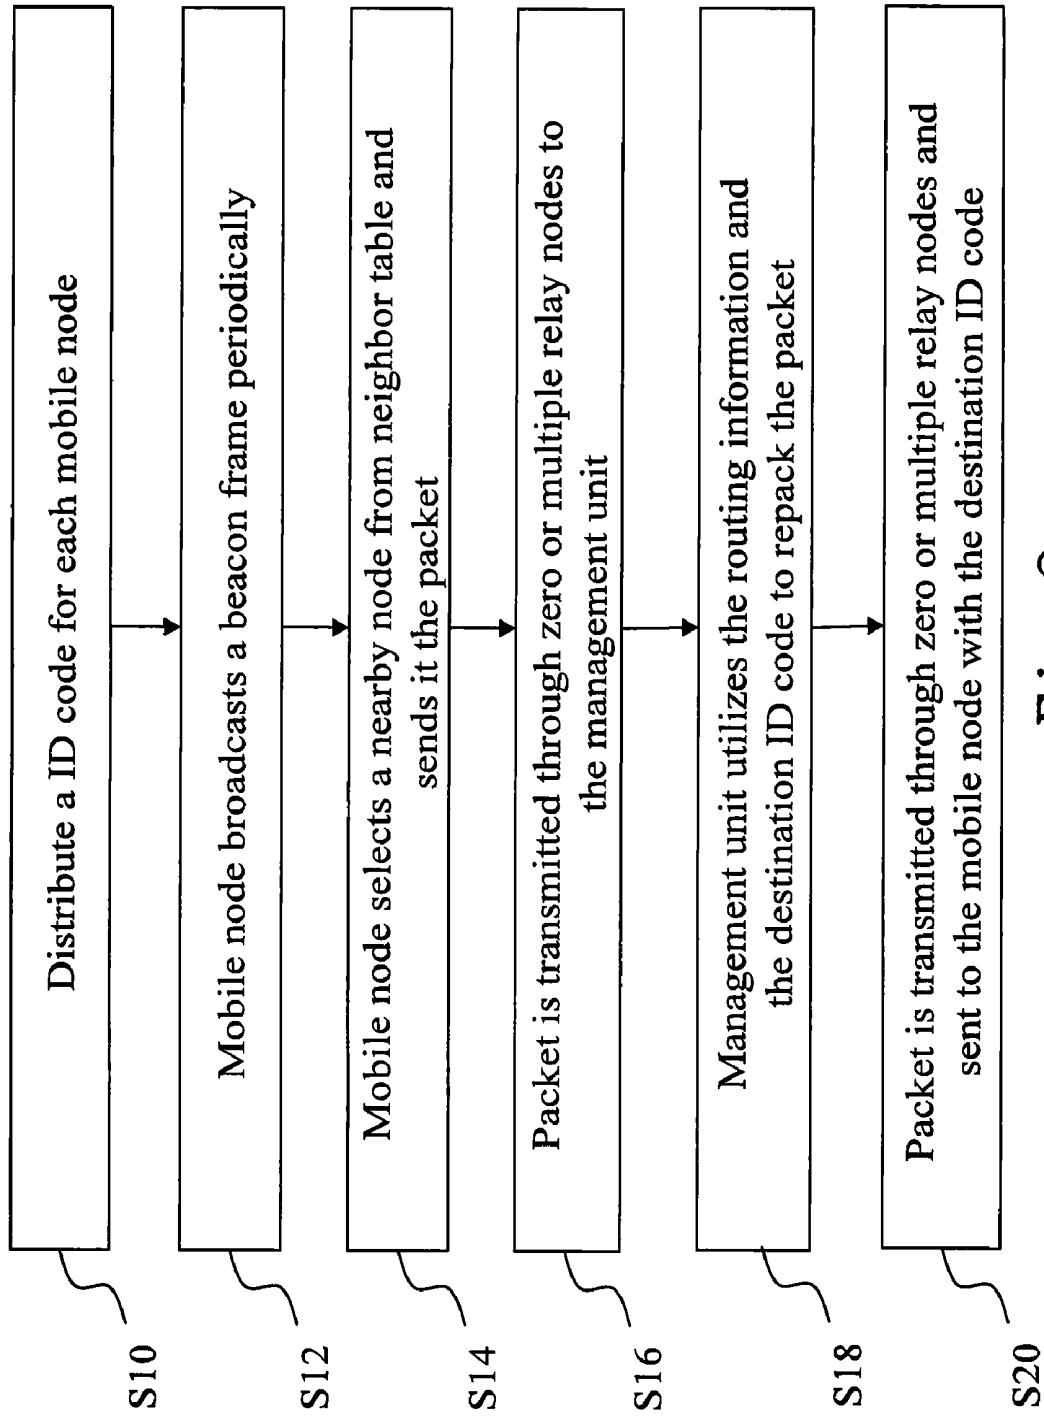 S10
Distribute a ID code for each mobile node
S12
Mobile node broadcasts a beacon frame periodically
S14
Mobile node selects a nearby node from neighbor table and
sends it the packet
S16
Packet is transmitted through zero or multiple relay nodes to
the management unit
S18
Management unit utilizes the routing information and
the destination ID code to repack the packet
S20
Packet is transmitted through zero or multiple relay nodes and
sent to the mobile node with the destination ID code